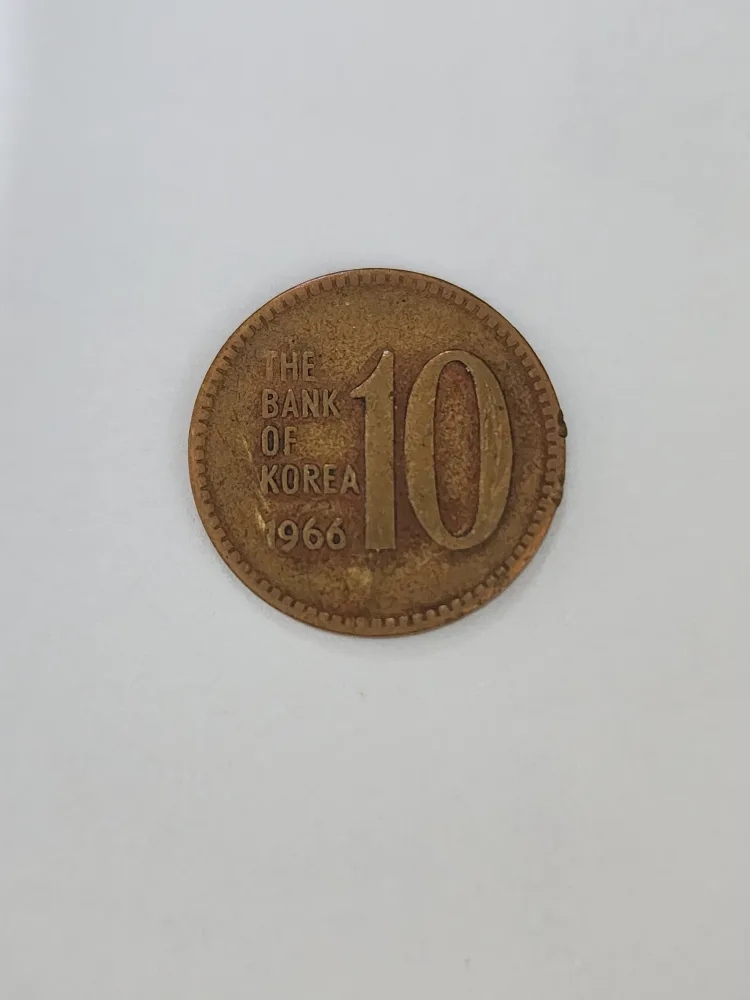 THE
BANK
OF
KOREA
1966
10